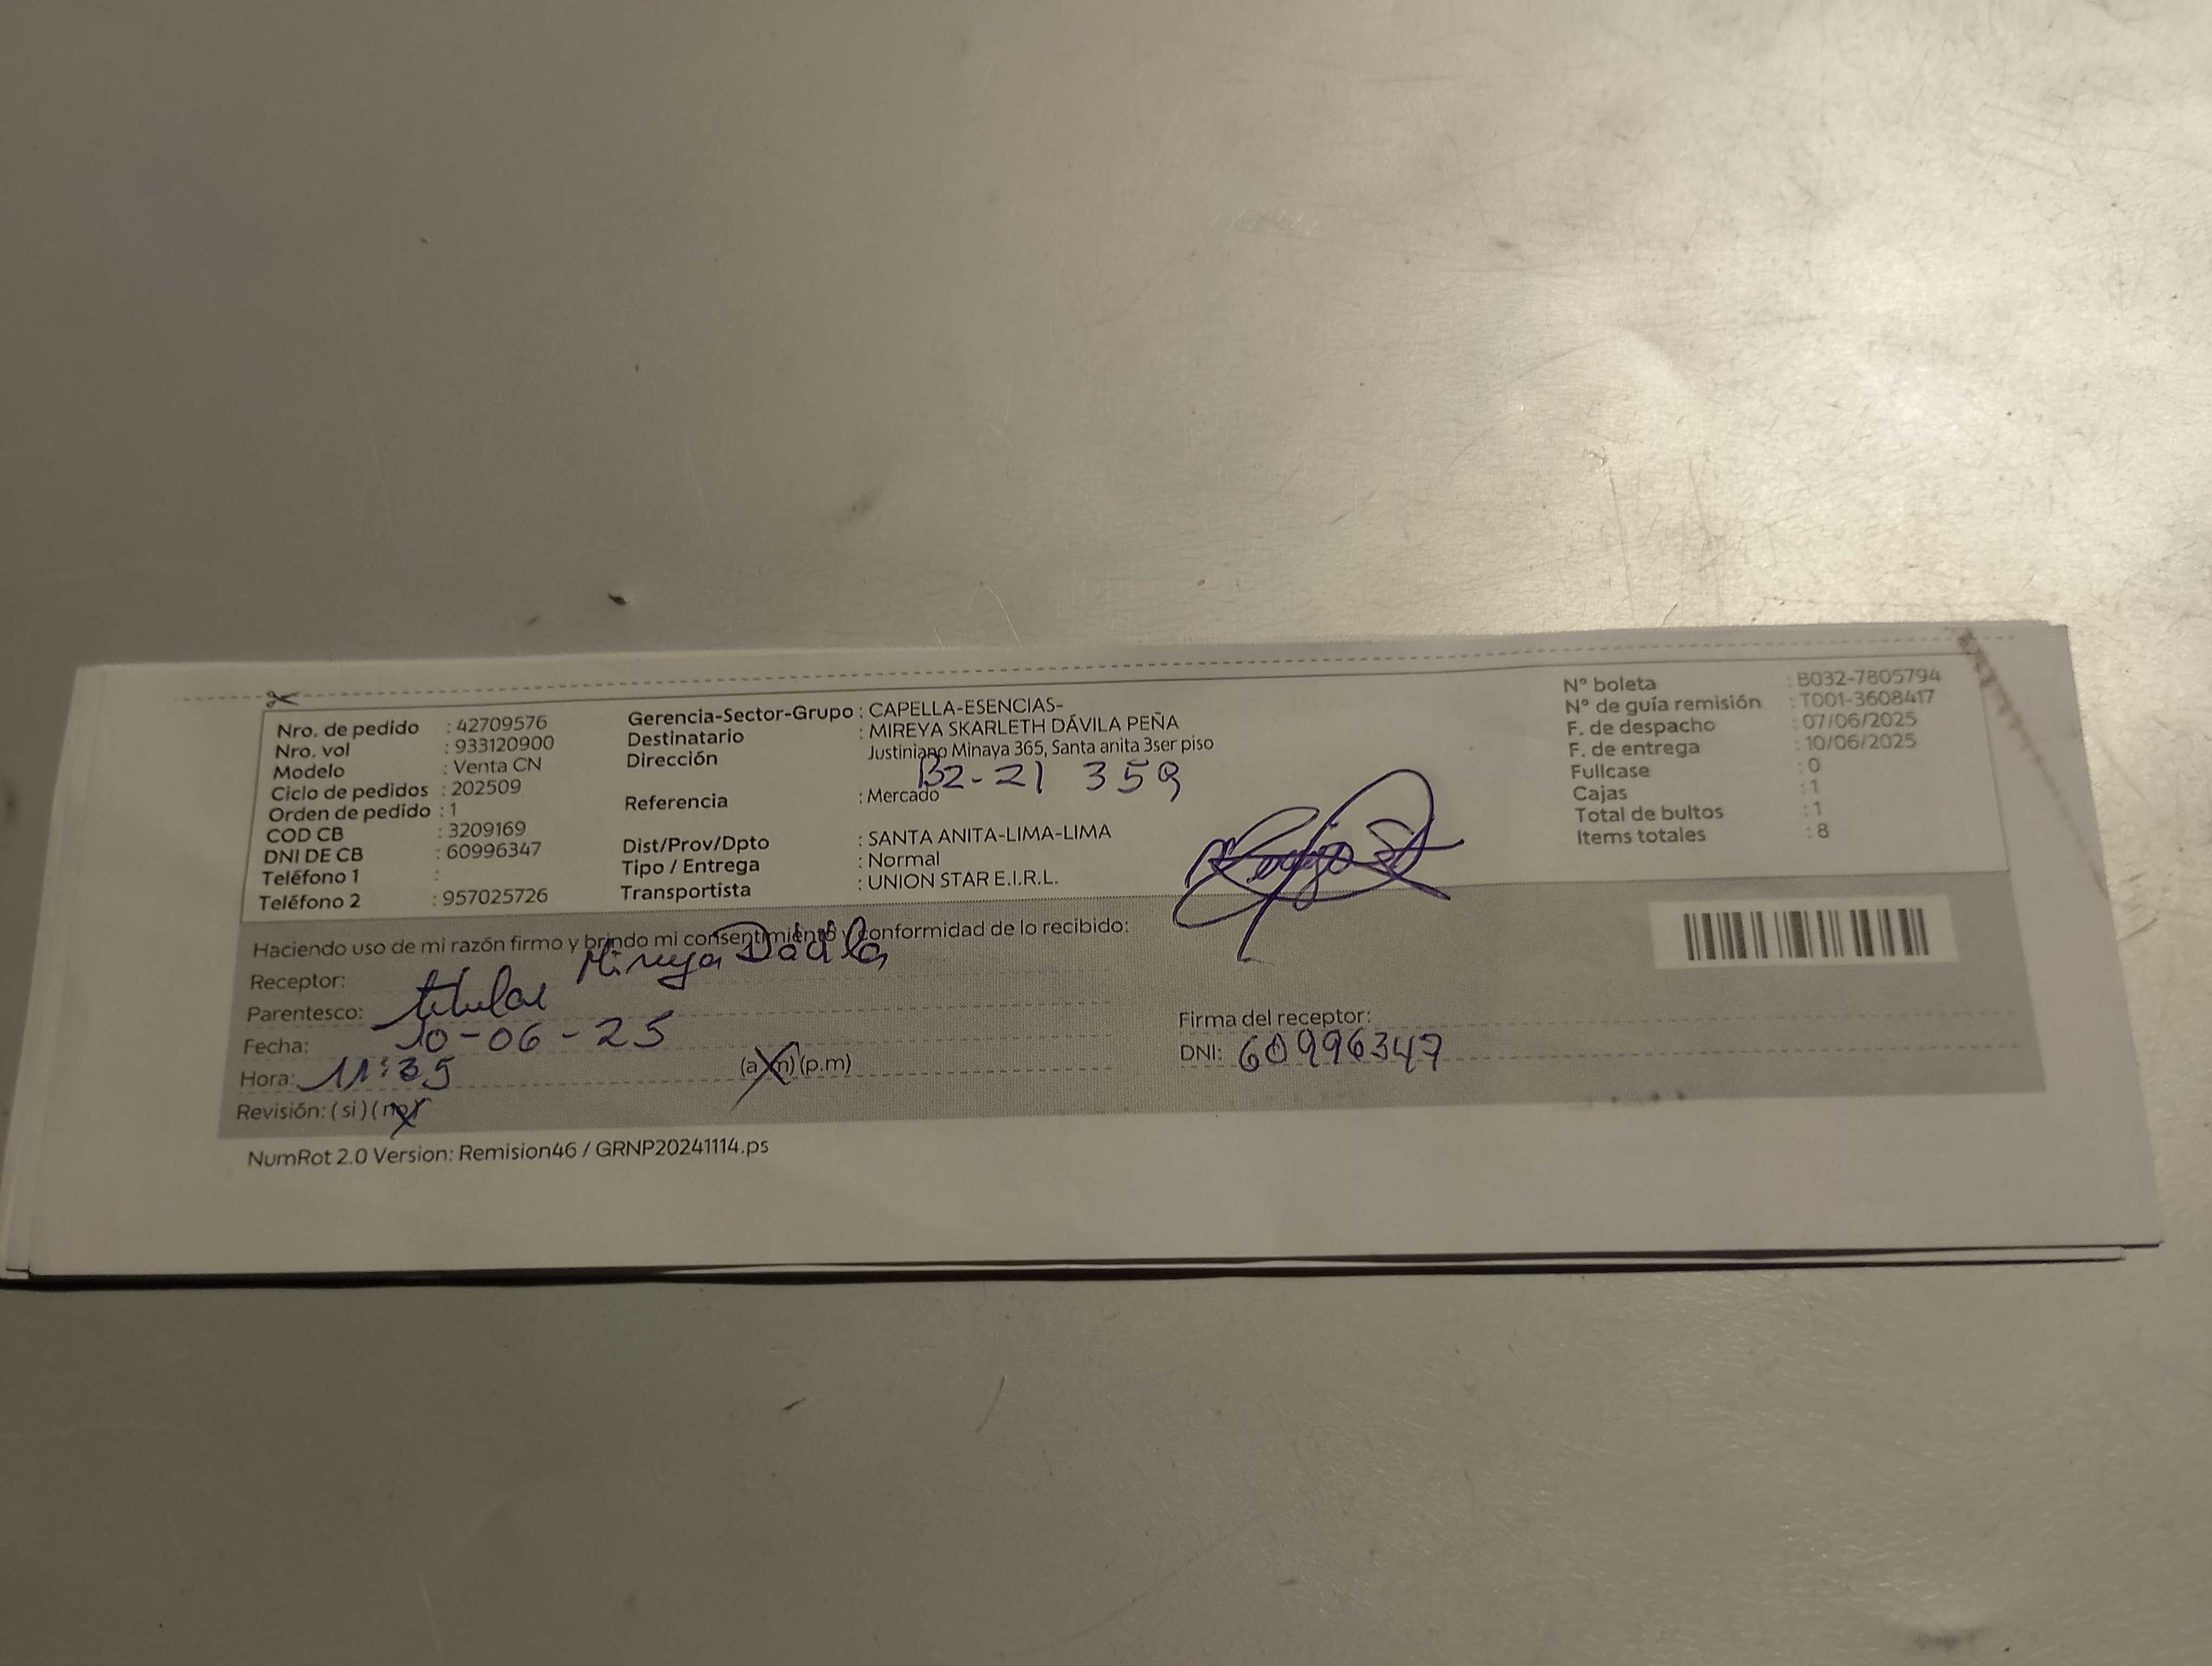 Nro. de pedido : 42709576
Nro. vol : 933120900
Modelo : Venta CN
Ciclo de pedidos : 202509
Orden de pedido : 1
COD CB : 3209169
DNI DE CB : 60996347
Teléfono 1 :
Teléfono 2 : 957025726
Gerencia-Sector-Grupo : CAPELLA-ESENCIAS-
Destinatario : MIREYA SKARLETH DÁVILA PEÑA
Dirección Justiniano Minaya 365, Santa anita 3ser piso
B2-21 359
Referencia : Mercado
Dist/Prov/Dpto : SANTA ANITA-LIMA-LIMA
Tipo / Entrega : Normal
Transportista : UNION STAR E.I.R.L.
N° boleta : B032-7805794
N° de guía remisión : T001-3608417
F. de despacho : 07/06/2025
F. de entrega : 10/06/2025
Fullcase : 0
Cajas : 1
Total de bultos : 1
Items totales : 8
Haciendo uso de mi razón firmo y brindo mi consentimiento y conformidad de lo recibido:
Receptor: Mireya Davila
Parentesco: titular
Fecha: 10-06-25
Hora: 11:35 (a.m) (p.m)
Revisión: (si) (no)
Firma del receptor:
DNI: 60996347
NumRot 2.0 Version: Remision46 / GRNP20241114.ps